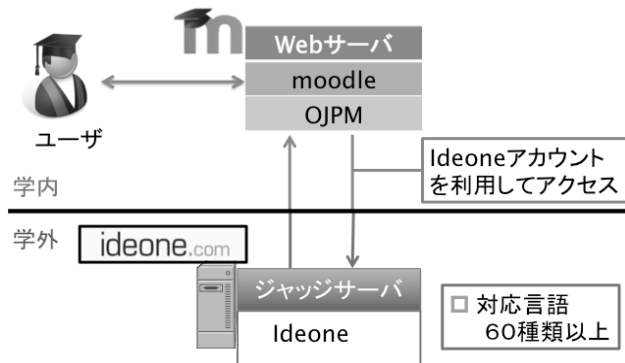 m
Webサーバ
moodle
OJPM
ユーザ
Ideoneアカウント
を利用してアクセス
学内
学外
ideone.com
ジャッジサーバ
Ideone
対応言語
60種類以上